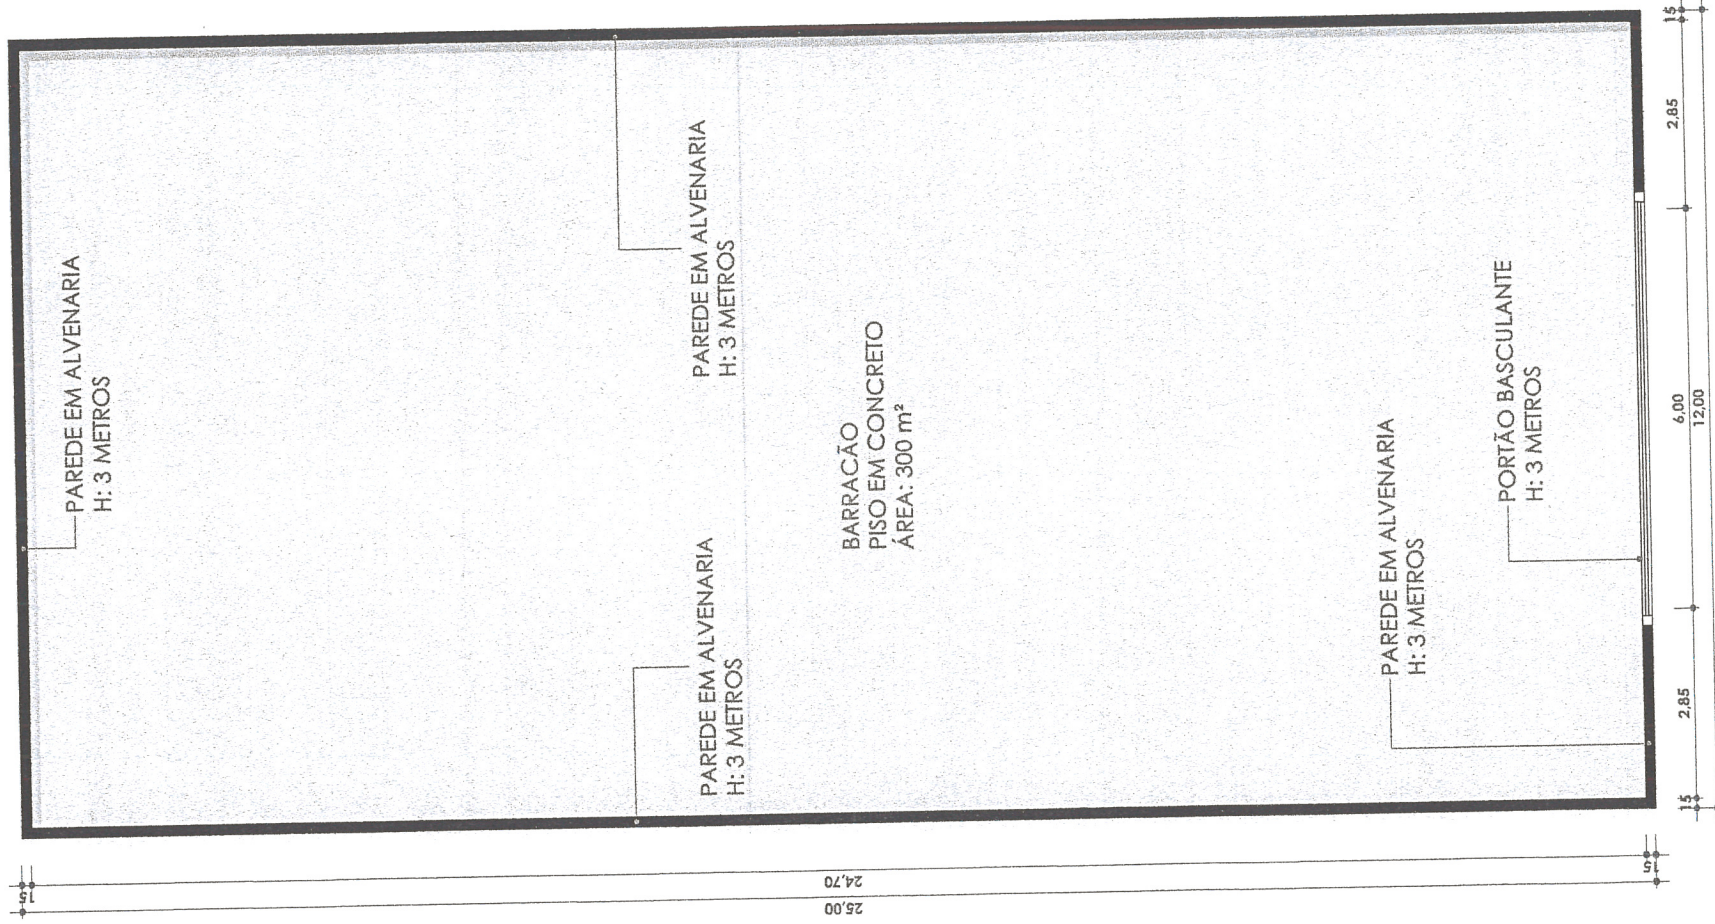 PAREDE EM ALVENARIA
H: 3 METROS
PAREDE EM ALVENARIA
H: 3 METROS
PAREDE EM ALVENARIA
H: 3 METROS
BARRACÃO
PISO EM CONCRETO
ÁREA: 300 m²
PAREDE EM ALVENARIA
H: 3 METROS
PORTÃO BASCULANTE
H: 3 METROS
15
2,85
6,00
2,85
15
12,00
15
24,70
15
25,00